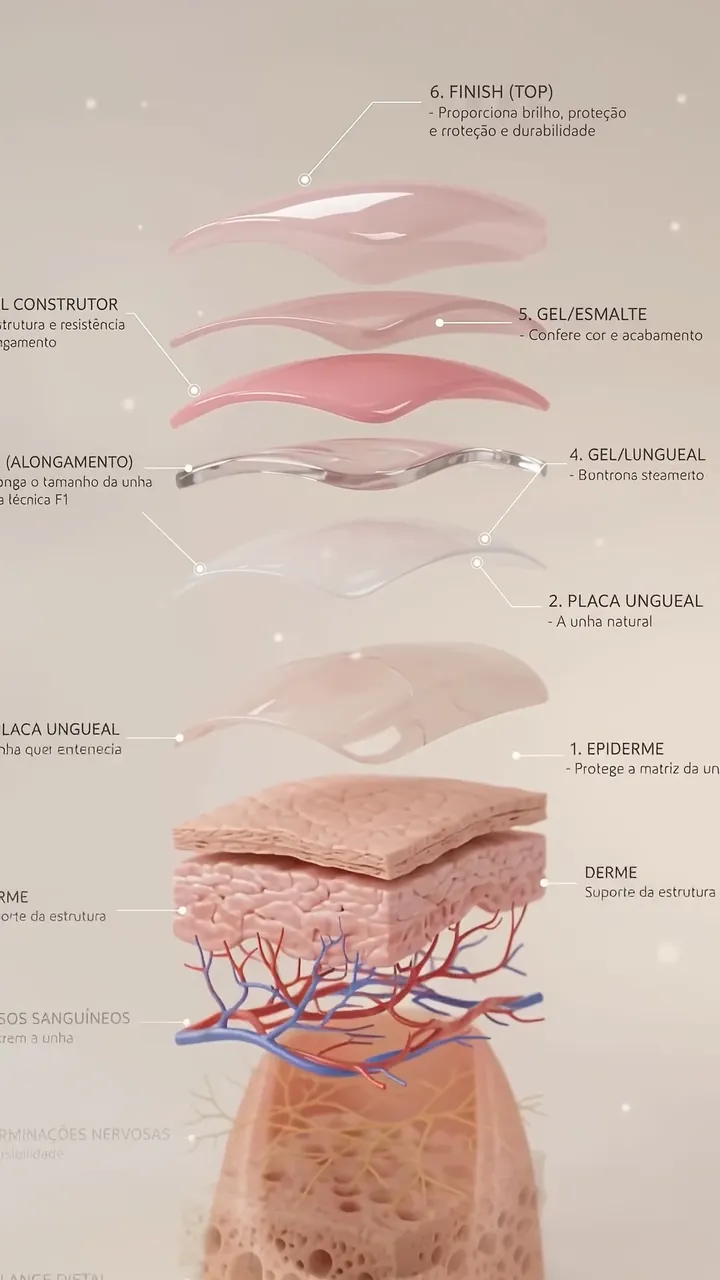 6. FINISH (TOP)
- Proporciona brilho, proteção
e rroteção e durabilidade
L CONSTRUTOR
strutura e resistência
ngamento
5. GEL/ESMALTE
- Confere cor e acabamento
(ALONGAMENTO)
onga o tamanho da unha
a técnica F1
4. GEL/LUNGUEAL
- Bontrona steamerto
2. PLACA UNGUEAL
- A unha natural
LACA UNGUEAL
nha quer entenecia
1. EPIDERME
- Protege a matriz da un
DERME
Suporte da estrutura
RME
orte da estrutura
SOS SANGUÍNEOS
crem a unha
RMINAÇÕES NERVOSAS
nsibilidade